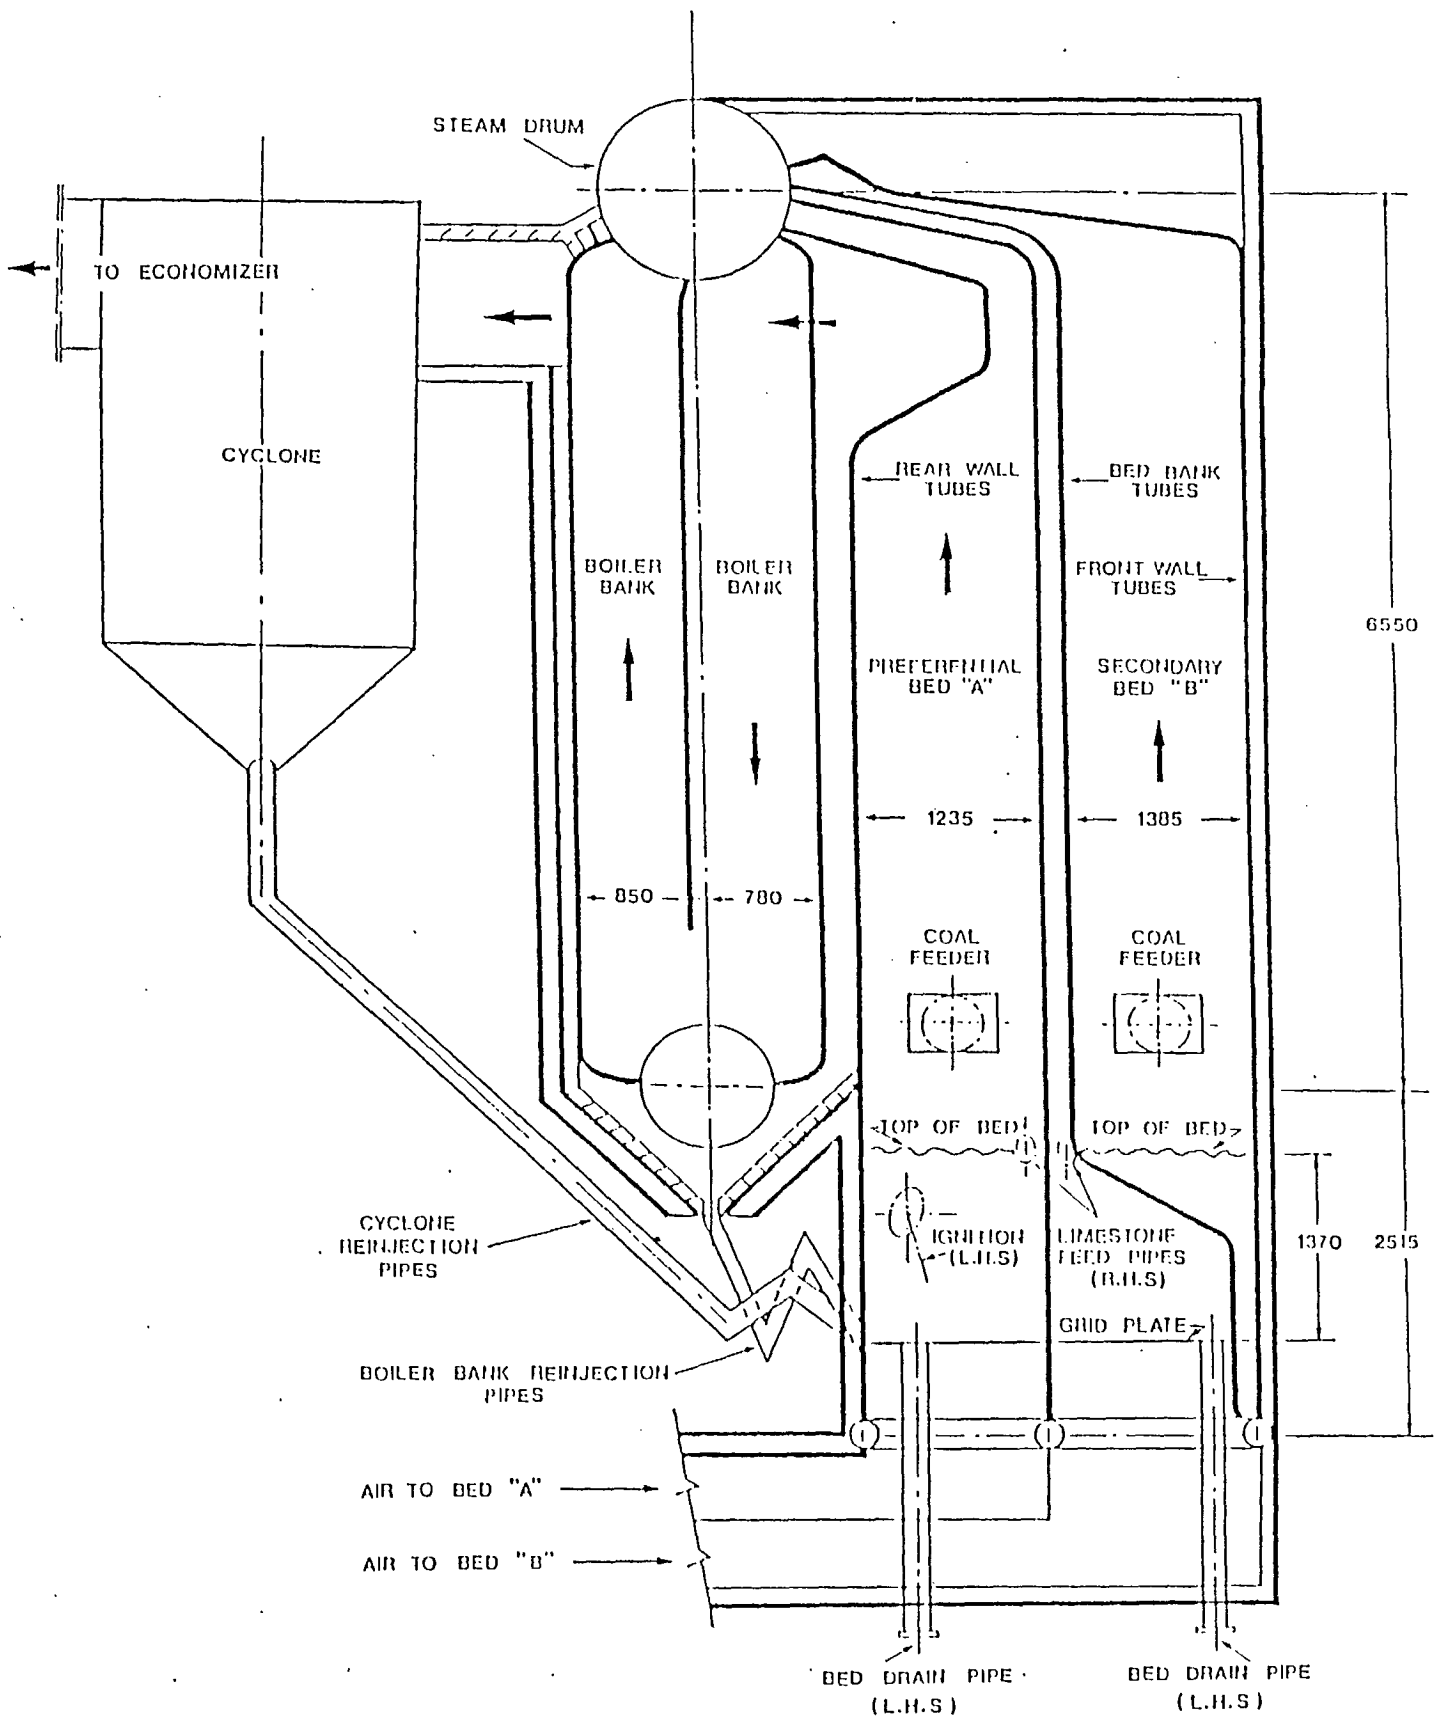 STEAM DRUM
TO ECONOMIZER
CYCLONE
REAR WALL
TUBES
BED BANK
TUBES
BOILER
BANK
BOILER
BANK
FRONT WALL
TUBES
6550
PREFERENTIAL
BED "A"
SECONDARY
BED "B"
1235
1385
850
780
COAL
FEEDER
COAL
FEEDER
TOP OF BED
TOP OF BED
CYCLONE
REINJECTION
PIPES
IGNITION
(L.H.S)
LIMESTONE
FEED PIPES
(R.H.S)
1370
2515
GRID PLATE
BOILER BANK REINJECTION
PIPES
AIR TO BED "A"
AIR TO BED "B"
BED DRAIN PIPE
(L.H.S)
BED DRAIN PIPE
(L.H.S)